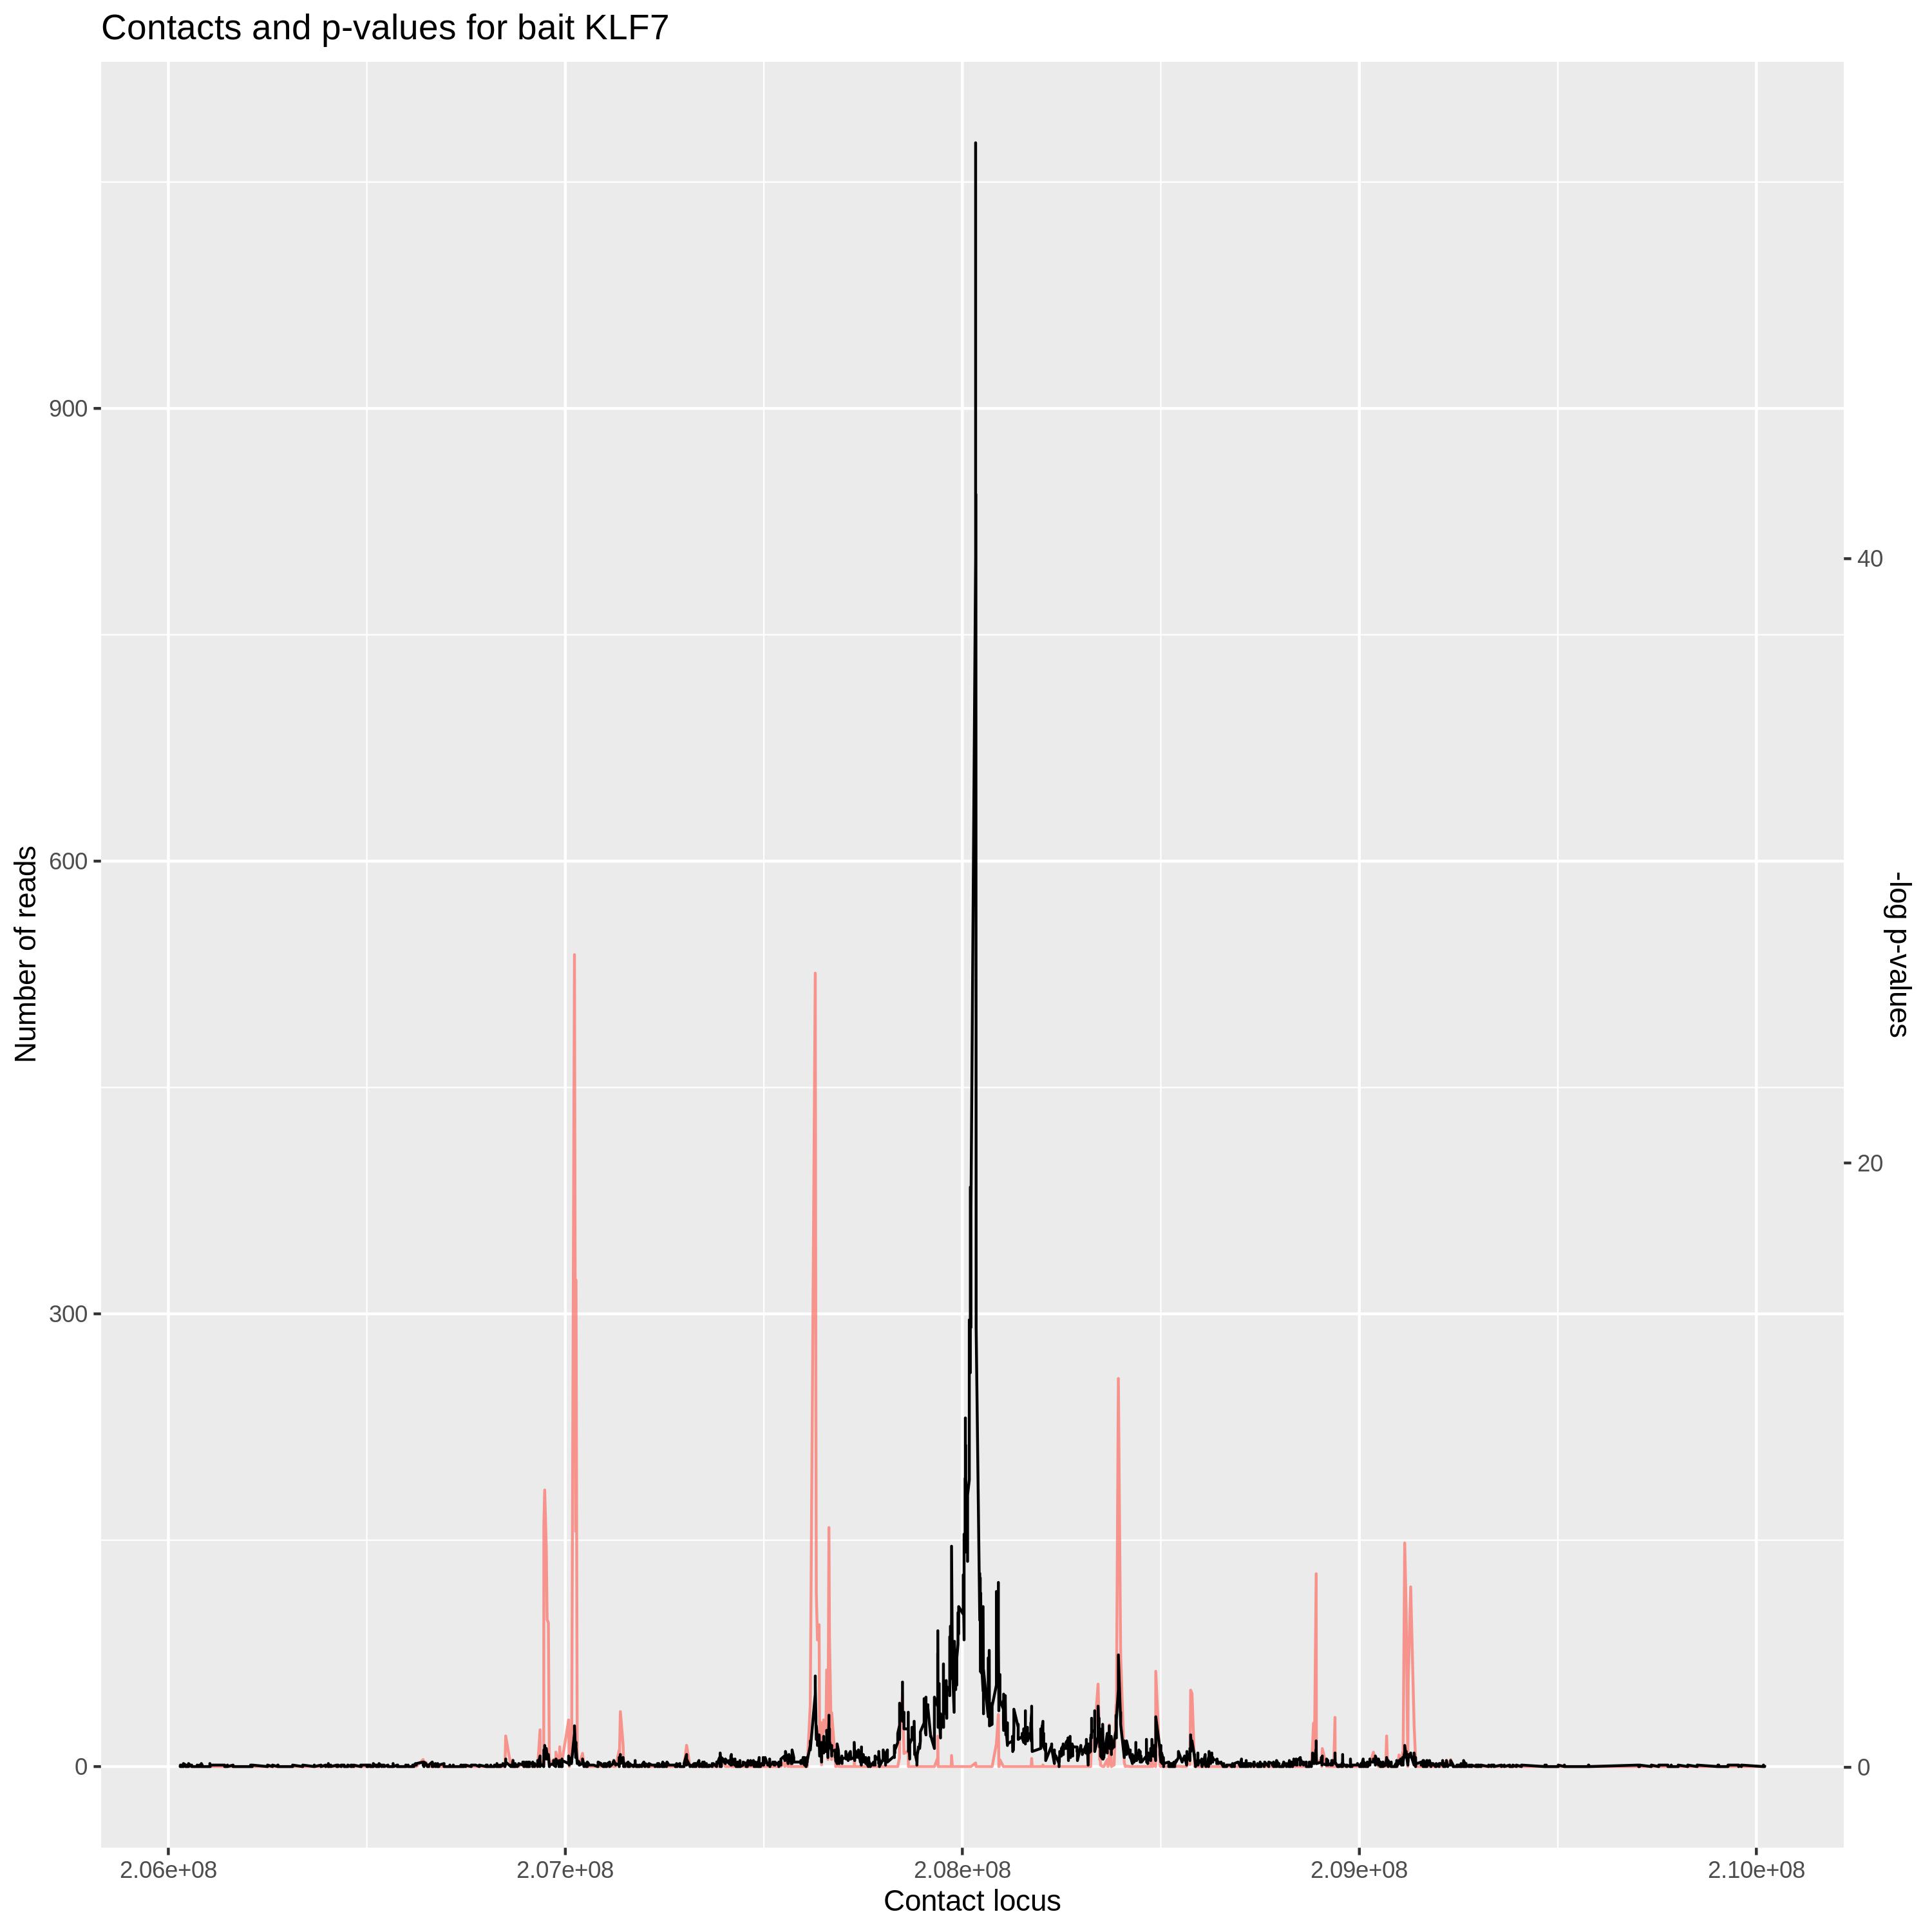 Contacts and p-values for bait KLF7
900
600
300
0
Number of reads
40
20
0
-log p-values
2.06e+08
2.07e+08
2.08e+08
2.09e+08
2.10e+08
Contact locus